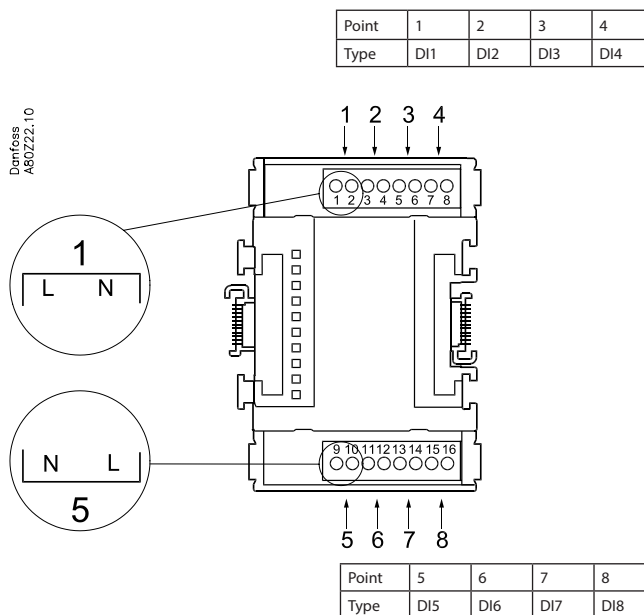 Point 1 2 3 4
Type DI1 DI2 DI3 DI4
Danfoss
A80Z22.10
1 2 3 4
1 2 3 4 5 6 7 8
1
L N
9 10 11 12 13 14 15 16
N L
5
5 6 7 8
Point 5 6 7 8
Type DI5 DI6 DI7 DI8